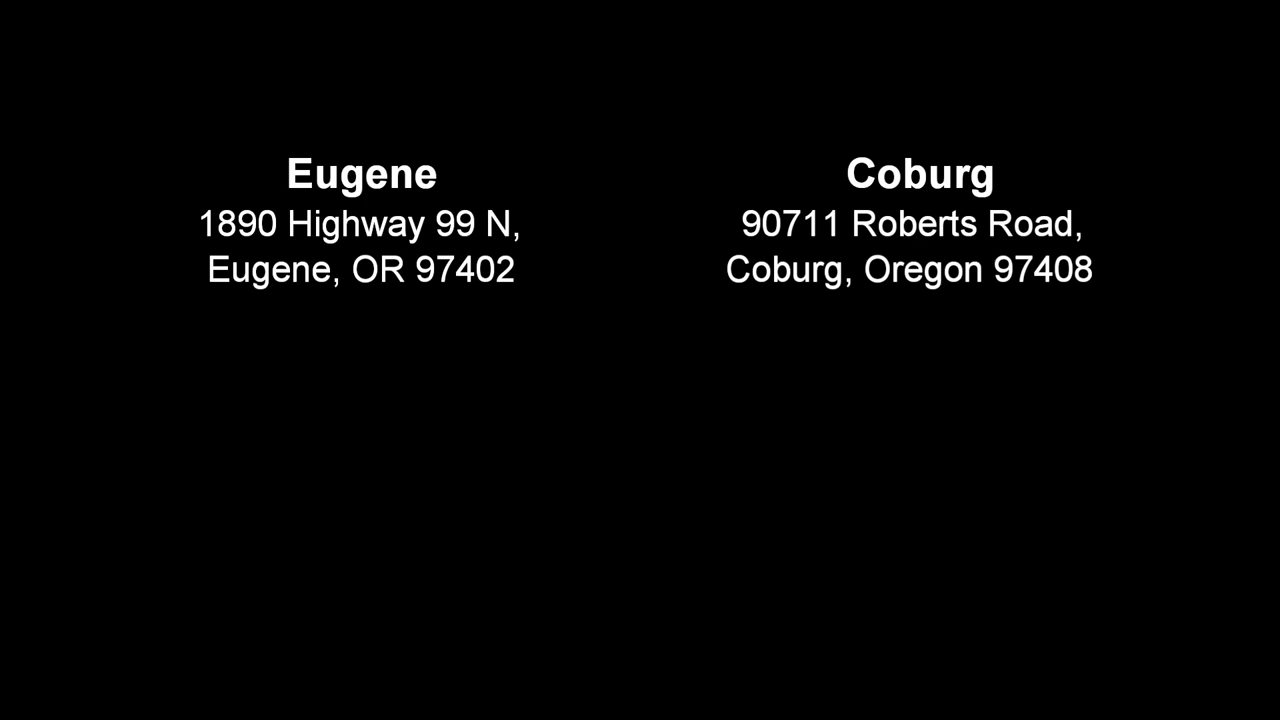 Eugene
1890 Highway 99 N,
Eugene, OR 97402
Coburg
90711 Roberts Road,
Coburg, Oregon 97408